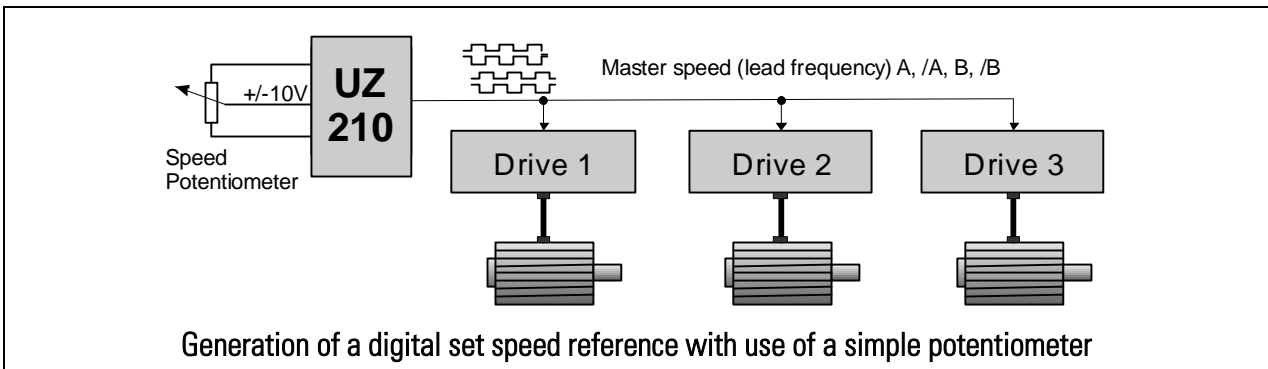 UZ
210
+/-10V
Speed
Potentiometer
Master speed (lead frequency) A, /A, B, /B
Drive 1
Drive 2
Drive 3
Generation of a digital set speed reference with use of a simple potentiometer